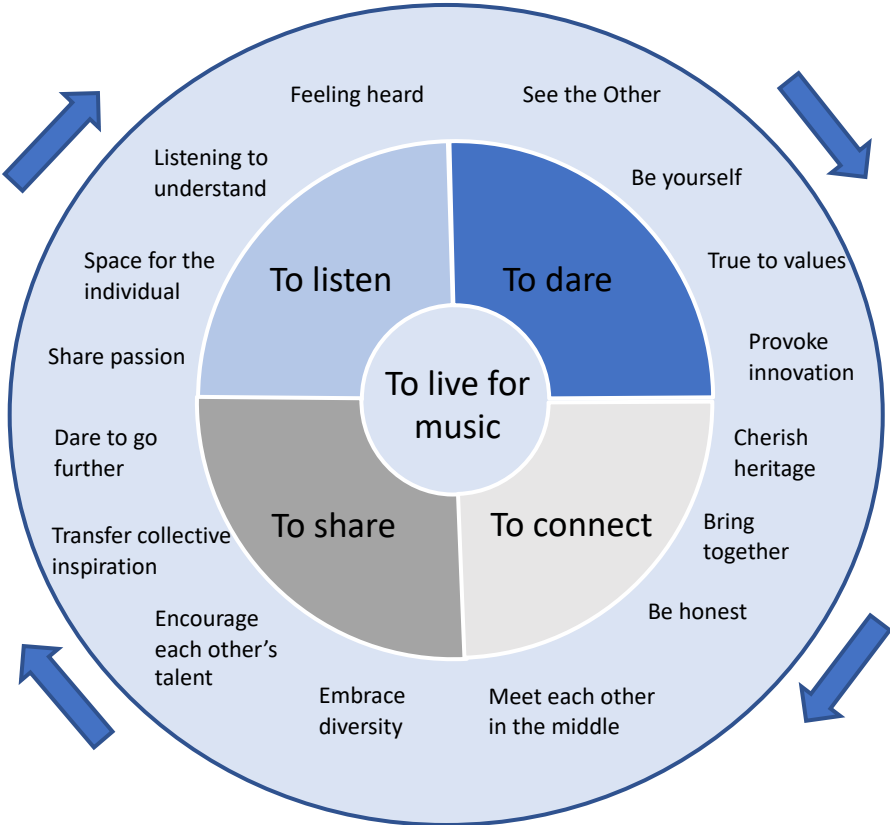 Feeling heard
See the Other
Listening to
understand
Be yourself
Space for the
individual
To listen
To dare
True to values
Share passion
Provoke
innovation
To live for
music
Dare to go
further
Cherish
heritage
Transfer collective
inspiration
To share
To connect
Bring
together
Encourage
each other’s
talent
Be honest
Embrace
diversity
Meet each other
in the middle